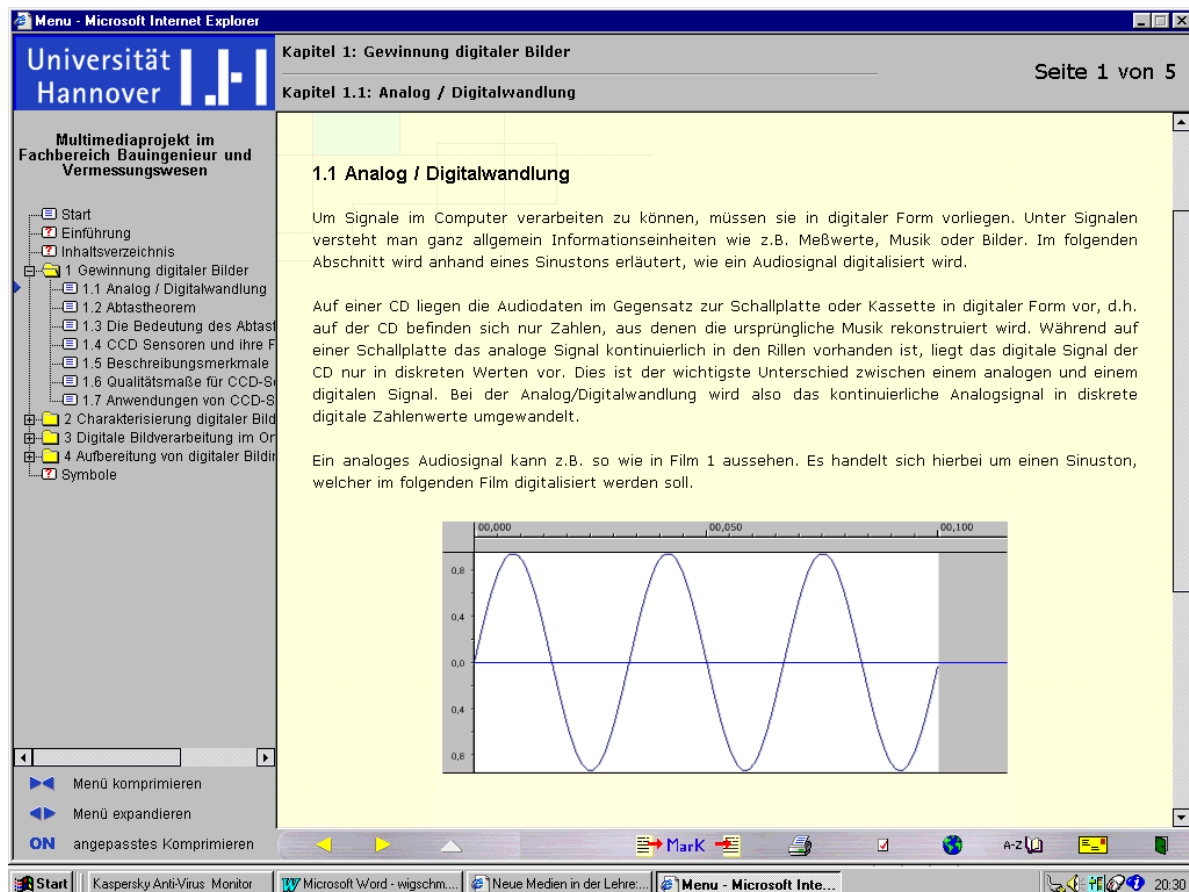 Menu - Microsoft Internet Explorer
Universität
Hannover
Kapitel 1: Gewinnung digitaler Bilder
Kapitel 1.1: Analog / Digitalwandlung
Seite 1 von 5
Multimediaprojekt im
Fachbereich Bauingenieur und
Vermessungswesen
Start
Einführung
Inhaltsverzeichnis
1 Gewinnung digitaler Bilder
1.1 Analog / Digitalwandlung
1.2 Abtasttheorem
1.3 Die Bedeutung des Abtast
1.4 CCD Sensoren und ihre F
1.5 Beschreibungsmerkmale
1.6 Qualitätsmaße für CCD-S
1.7 Anwendungen von CCD-S
2 Charakterisierung digitaler Bild
3 Digitale Bildverarbeitung im Or
4 Aufbereitung von digitaler Bildir
Symbole
Menü komprimieren
Menü expandieren
ON angepasstes Komprimieren
1.1 Analog / Digitalwandlung
Um Signale im Computer verarbeiten zu können, müssen sie in digitaler Form vorliegen. Unter Signalen
versteht man ganz allgemein Informationseinheiten wie z.B. Meßwerte, Musik oder Bilder. Im folgenden
Abschnitt wird anhand eines Sinustons erläutert, wie ein Audiosignal digitalisiert wird.
Auf einer CD liegen die Audiodaten im Gegensatz zur Schallplatte oder Kassette in digitaler Form vor, d.h.
auf der CD befinden sich nur Zahlen, aus denen die ursprüngliche Musik rekonstruiert wird. Während auf
einer Schallplatte das analoge Signal kontinuierlich in den Rillen vorhanden ist, liegt das digitale Signal der
CD nur in diskreten Werten vor. Dies ist der wichtigste Unterschied zwischen einem analogen und einem
digitalen Signal. Bei der Analog/Digitalwandlung wird also das kontinuierliche Analogsignal in diskrete
digitale Zahlenwerte umgewandelt.
Ein analoges Audiosignal kann z.B. so wie in Film 1 aussehen. Es handelt sich hierbei um einen Sinuston,
welcher im folgenden Film digitalisiert werden soll.
00,000 00,050 00,100
0,8
0,4
0,0
0,4
0,8
MarK
A-Z
Start
Kaspersky Anti-Virus Monitor
Microsoft Word - wigschm....
Neue Medien in der Lehre:...
Menu - Microsoft Inte...
20:30